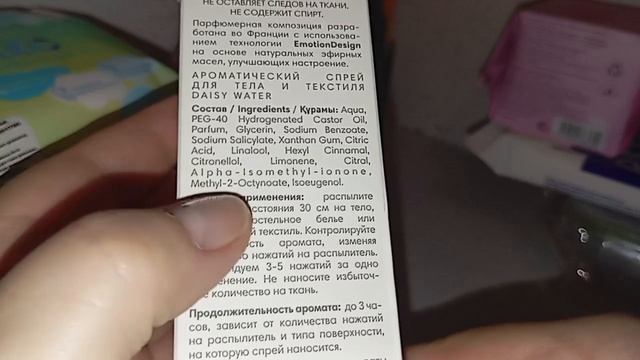 НЕ ОСТАВЛЯЕТ СЛЕДОВ НА ТКАНИ.
НЕ СОДЕРЖИТ СПИРТ.
Парфюмерная композиция разра-
ботана во Франции с использова-
нием технологии EmotionDesign
на основе натуральных эфирных
масел, улучшающих настроение.
АРОМАТИЧЕСКИЙ СПРЕЙ
ДЛЯ ТЕЛА И ТЕКСТИЛЯ
DAISY WATER
Состав / Ingredients / Құрамы: Aqua,
PEG-40 Hydrogenated Castor Oil,
Parfum, Glycerin, Sodium Benzoate,
Sodium Salicylate, Xanthan Gum, Citric
Acid, Linalool, Hexyl Cinnamal,
Citronellol, Limonene, Citral,
Alpha-Isomethyl-ionone,
Methyl-2-Octynoate, Isoeugenol.
применения: распылите
30 см на тело,
белье или
текстиль. Контролируйте
аромата, изменяя
нажатий на распылитель.
3-5 нажатий за одно
Не наносите избыточ-
количество на ткань.
Продолжительность аромата: до 3 ча-
сов, зависит от количества нажатий
на распылитель и типа поверхности,
на которую спрей наносится.